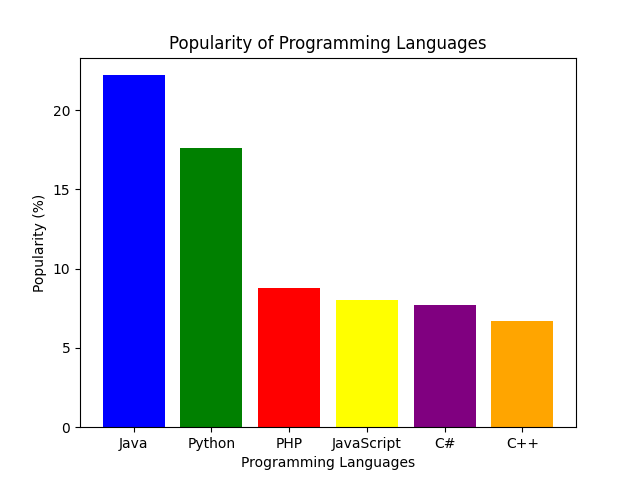 Popularity of Programming Languages
Popularity (%)
20
15
10
5
0
Java Python PHP JavaScript C# C++
Programming Languages